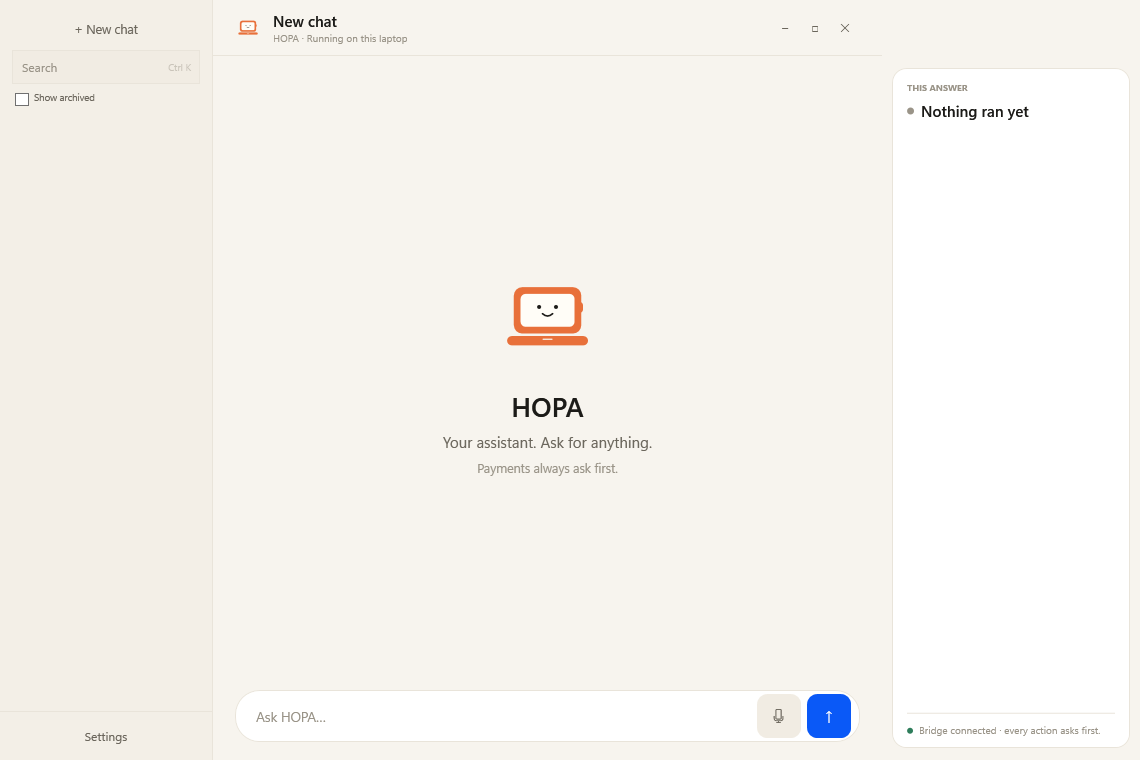 + New chat
Search
Ctrl K
Show archived
Settings
New chat
HOPA · Running on this laptop
HOPA
Your assistant. Ask for anything.
Payments always ask first.
Ask HOPA...
THIS ANSWER
Nothing ran yet
Bridge connected · every action asks first.